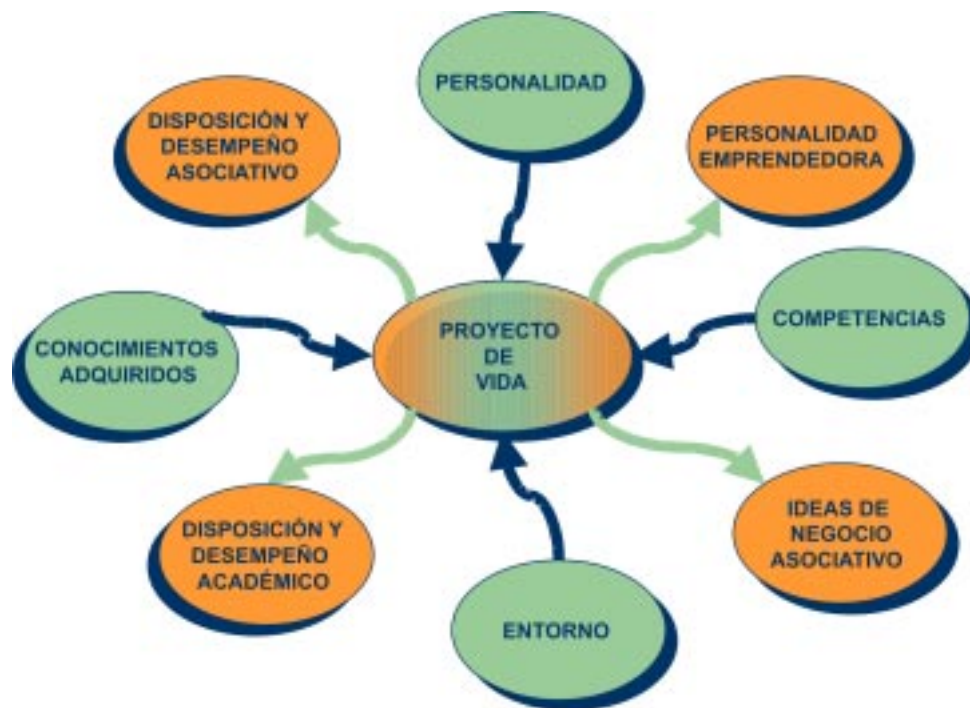 PERSONALIDAD
DISPOSICIÓN Y
DESEMPEÑO
ASOCIATIVO
PERSONALIDAD
EMPRENDEDORA
CONOCIMIENTOS
ADQUIRIDOS
PROYECTO
DE
VIDA
COMPETENCIAS
DISPOSICIÓN Y
DESEMPEÑO
ACADÉMICO
ENTORNO
IDEAS DE
NEGOCIO
ASOCIATIVO